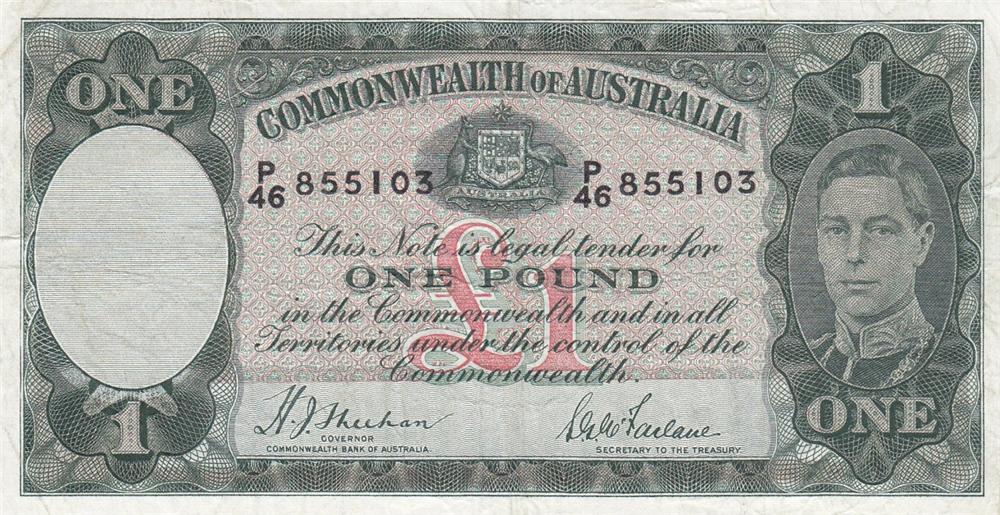 ONE
1
COMMONWEALTH OF AUSTRALIA
AUSTRALIA
P/46 855103
P/46 855103
This Note is legal tender for
ONE POUND
£1
in the Commonwealth and in all
Territories under the control of the
Commonwealth.
H. J. Sheehan
GOVERNOR
COMMONWEALTH BANK OF AUSTRALIA.
S. G. McFarlane
SECRETARY TO THE TREASURY.
1
ONE